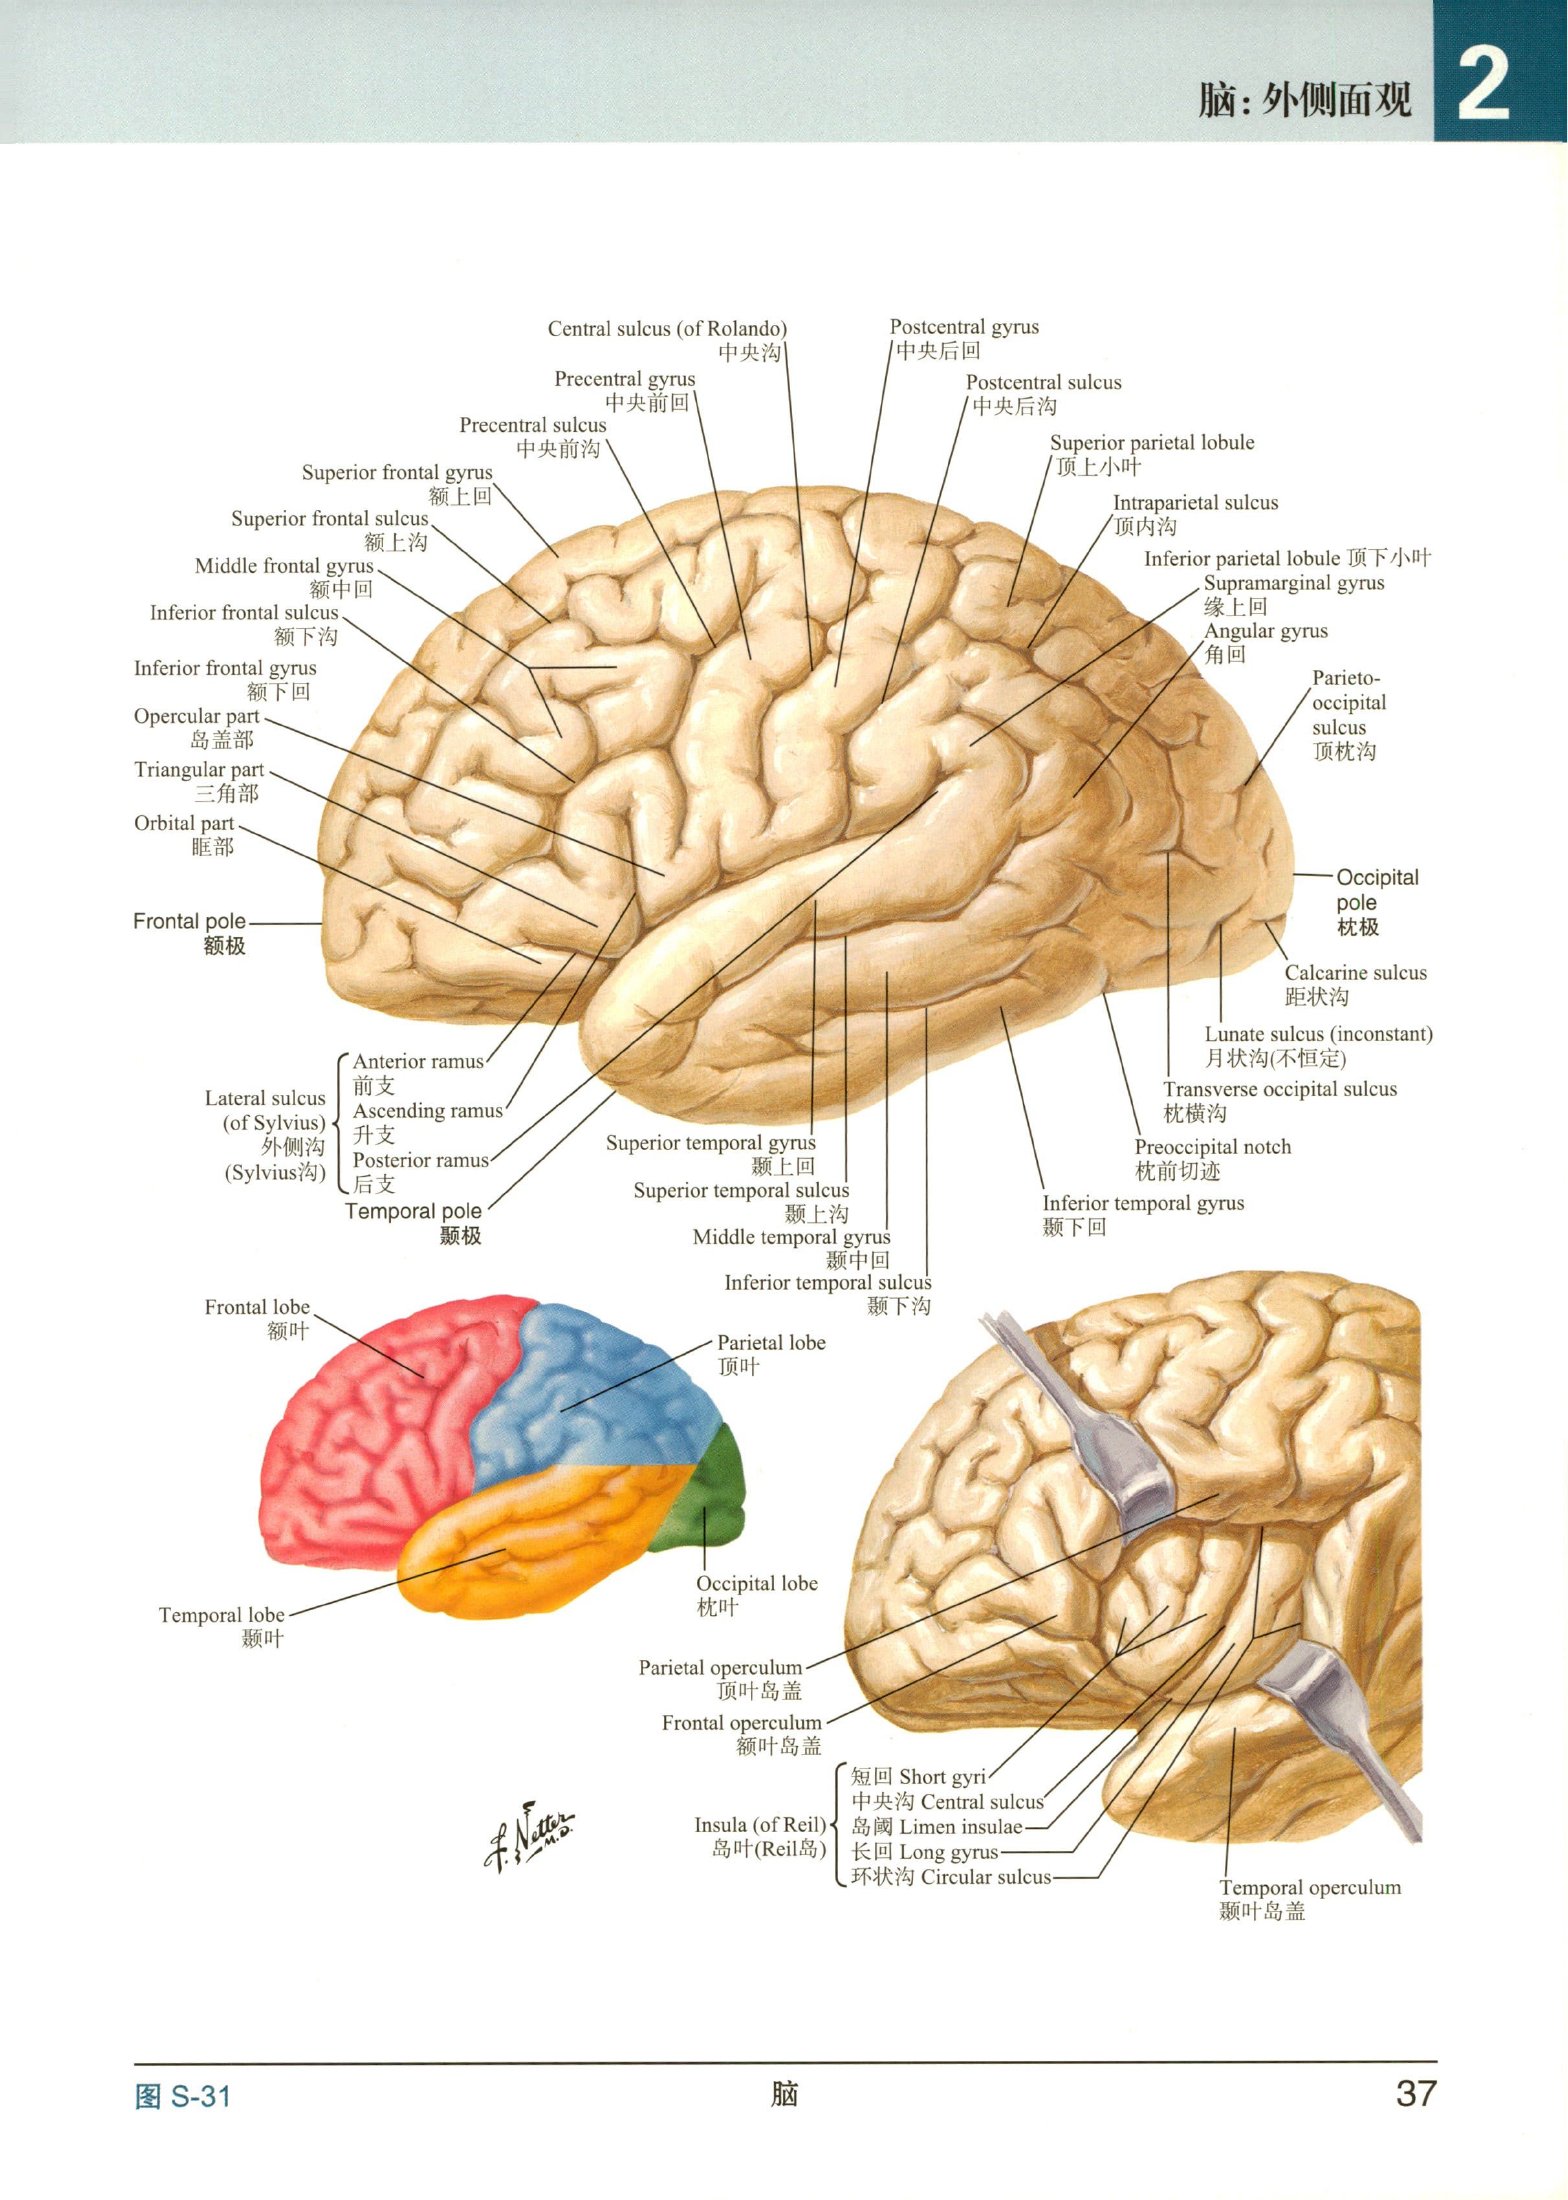 脑：外侧面观
2
Central sulcus (of Rolando)
中央沟
Postcentral gyrus
中央后回
Precentral gyrus
中央前回
Postcentral sulcus
中央后沟
Precentral sulcus
中央前沟
Superior parietal lobule
顶上小叶
Superior frontal gyrus
额上回
Intraparietal sulcus
顶内沟
Superior frontal sulcus
额上沟
Inferior parietal lobule 顶下小叶
Supramarginal gyrus
缘上回
Angular gyrus
角回
Middle frontal gyrus
额中回
Inferior frontal sulcus
额下沟
Inferior frontal gyrus
额下回
Opercular part
岛盖部
Triangular part
三角部
Orbital part
眶部
Frontal pole
额极
Parieto-
occipital
sulcus
顶枕沟
Occipital
pole
枕极
Calcarine sulcus
距状沟
Lunate sulcus (inconstant)
月状沟(不恒定)
Transverse occipital sulcus
枕横沟
Preoccipital notch
枕前切迹
Inferior temporal gyrus
颞下回
Lateral sulcus
(of Sylvius)
外侧沟
(Sylvius沟)
Anterior ramus
前支
Ascending ramus
升支
Posterior ramus
后支
Temporal pole
颞极
Superior temporal gyrus
颞上回
Superior temporal sulcus
颞上沟
Middle temporal gyrus
颞中回
Inferior temporal sulcus
颞下沟
Frontal lobe
额叶
Parietal lobe
顶叶
Occipital lobe
枕叶
Temporal lobe
颞叶
Parietal operculum
顶叶岛盖
Frontal operculum
额叶岛盖
Insula (of Reil)
岛叶(Reil岛)
短回 Short gyri
中央沟 Central sulcus
岛阈 Limen insulae
长回 Long gyrus
环状沟 Circular sulcus
Temporal operculum
颞叶岛盖
F. Netter
M.D.
图 S-31
脑
37